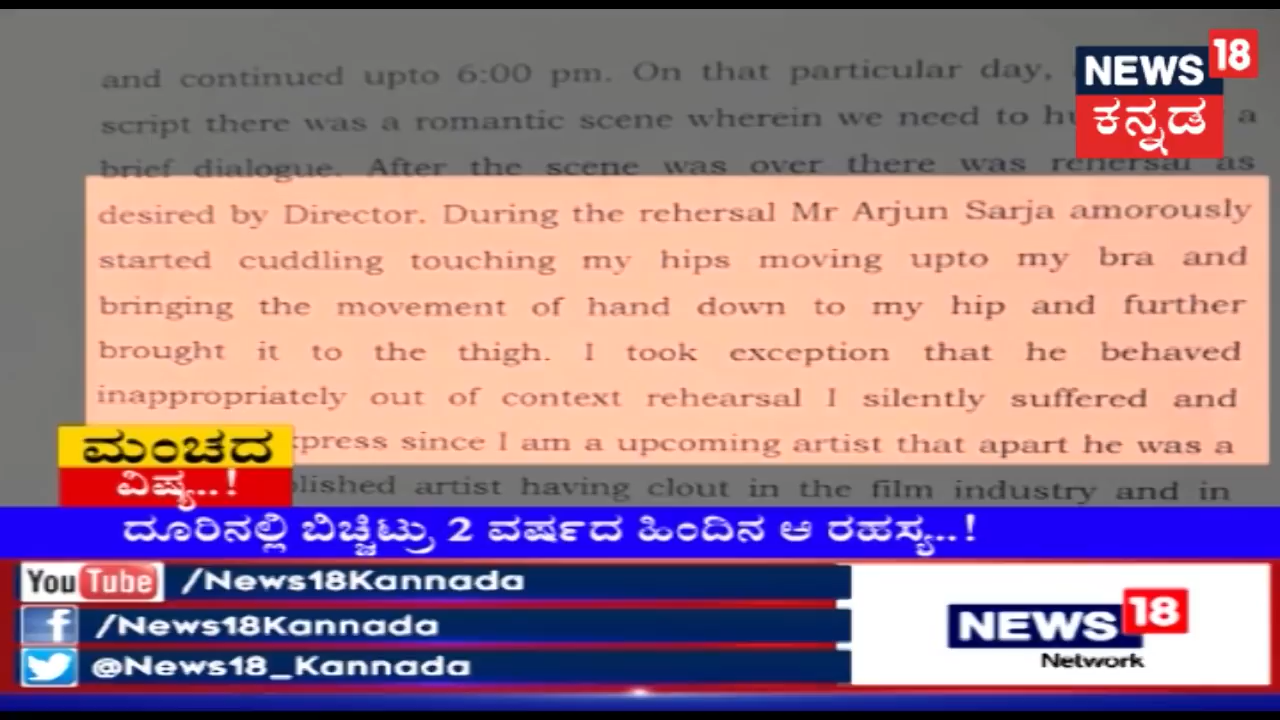 and continued upto 6:00 pm. On that particular day,
script there was a romantic scene wherein we need to a
brief dialogue. After the scene was over there was rehersal as
desired by Director. During the rehersal Mr Arjun Sarja amorously
started cuddling touching my hips moving upto my bra and
bringing the movement of hand down to my hip and further
brought it to the thigh. I took exception that he behaved
inappropriately out of context rehearsal I silently suffered and
since I am a upcoming artist that apart he was a
artist having clout in the film industry and in
NEWS 18
ಕನ್ನಡ
ಮಂಚದ
ವಿಷ್ಯ..!
ದೂರಿನಲ್ಲಿ ಬಿಚ್ಚಿಟ್ರು 2 ವರ್ಷದ ಹಿಂದಿನ ಆ ರಹಸ್ಯ..!
YouTube /News18Kannada
f /News18Kannada
@News18_Kannada
NEWS 18
Network